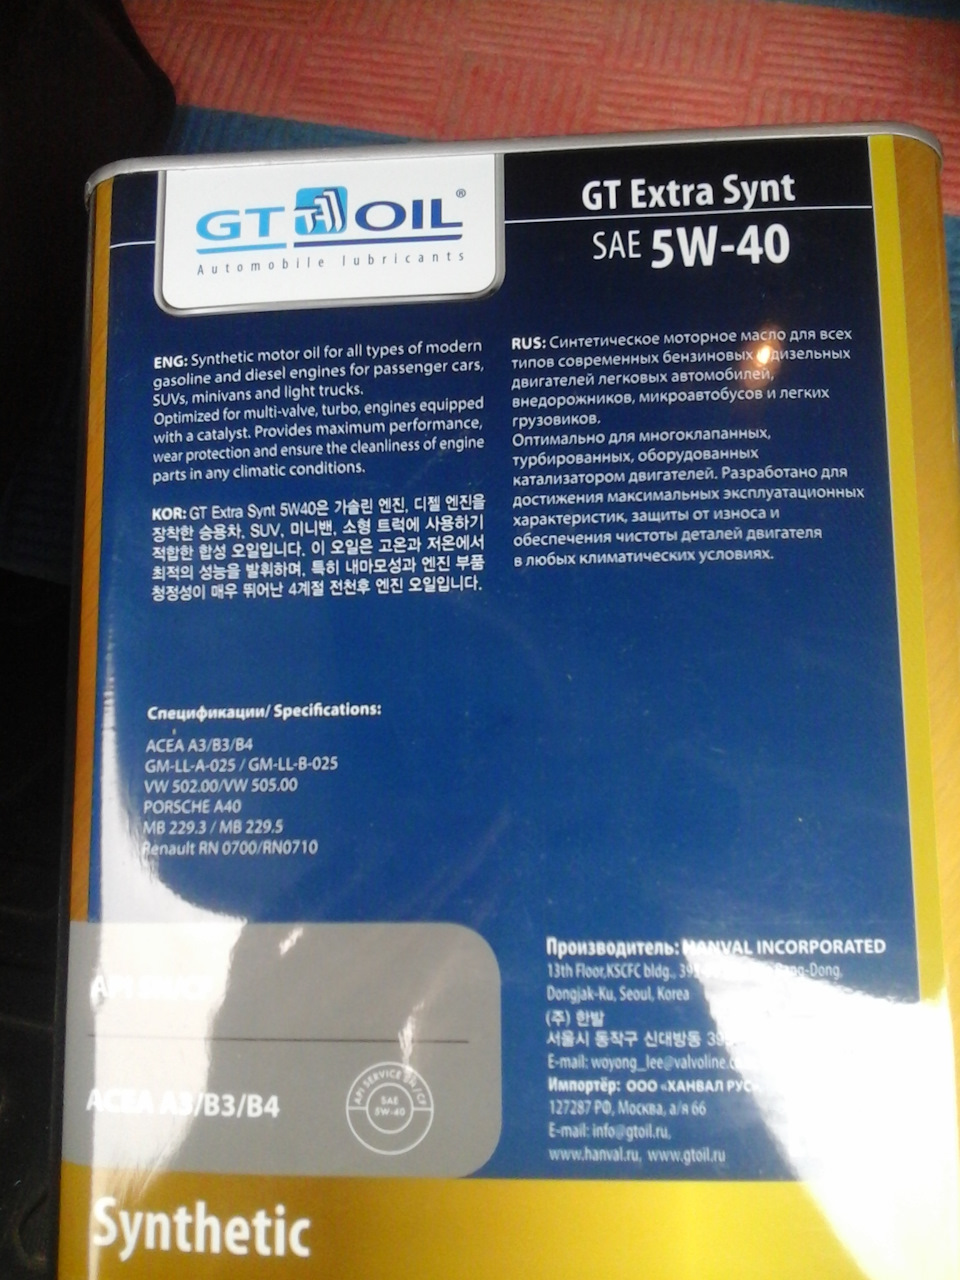 GT OIL®
Automobile lubricants
GT Extra Synt
SAE 5W-40
ENG: Synthetic motor oil for all types of modern
gasoline and diesel engines for passenger cars,
SUVs, minivans and light trucks.
Optimized for multi-valve, turbo, engines equipped
with a catalyst. Provides maximum performance,
wear protection and ensure the cleanliness of engine
parts in any climatic conditions.
KOR: GT Extra Synt 5W40은 가솔린 엔진, 디젤 엔진을
장착한 승용차, SUV, 미니밴, 소형 트럭에 사용하기
적합한 합성 오일입니다. 이 오일은 고온과 저온에서
최적의 성능을 발휘하며, 특히 내마모성과 엔진 부품
청정성이 매우 뛰어난 4계절 전천후 엔진 오일입니다.
RUS: Синтетическое моторное масло для всех
типов современных бензиновых дизельных
двигателей легковых автомобилей,
внедорожников, микроавтобусов и легких
грузовиков.
Оптимально для многоклапанных,
турбированных, оборудованных
катализатором двигателей. Разработано для
достижения максимальных эксплуатационных
характеристик, защиты от износа и
обеспечения чистоты деталей двигателя
в любых климатических условиях.
Спецификации/ Specifications:
ACEA A3/B3/B4
GM-LL-A-025 / GM-LL-B-025
VW 502.00/VW 505.00
PORSCHE A40
MB 229.3 / MB 229.5
Renault RN 0700/RN0710
API
ACEA A3/B3/B4
API SERVICE
SAE
5W-40
Synthetic
Производитель: HANVAL INCORPORATED
13th Floor, KSCFC bldg., Bang-Dong,
Dongjak-Ku, Seoul, Korea
(주) 한발
서울시 동작구 신대방동
E-mail: woyong_lee@valvoline.
Импортёр: ООО «ХАНВАЛ РУС»
127287 РФ, Москва, а/я 66
E-mail: info@gtoil.ru,
www.hanval.ru, www.gtoil.ru